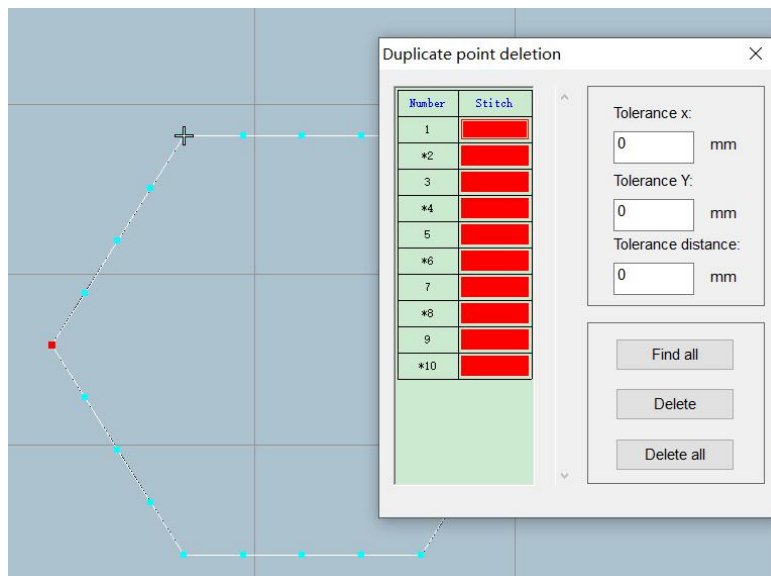 Duplicate point deletion
Number Stitch
1
*2
3
*4
5
*6
7
*8
9
*10
Tolerance x:
0 mm
Tolerance Y:
0 mm
Tolerance distance:
0 mm
Find all
Delete
Delete all